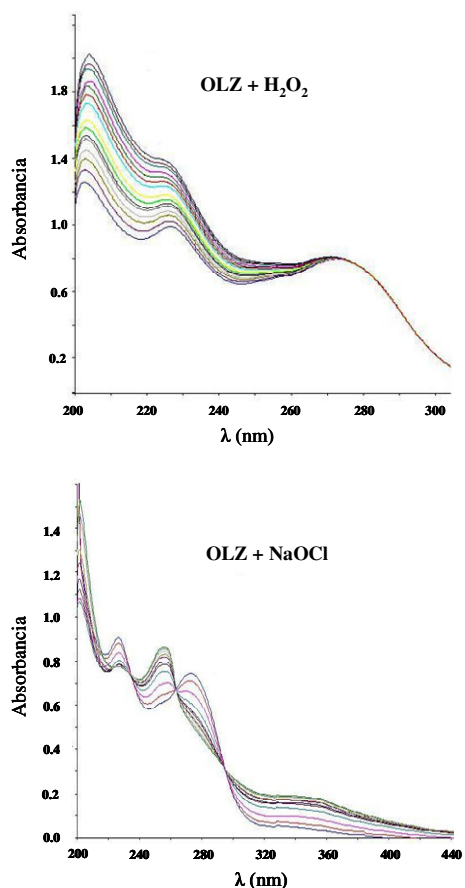 OLZ + H₂O₂
Absorbancia
1.8
1.4
1.0
0.6
0.2
200 220 240 260 280 300
λ (nm)
OLZ + NaOCl
Absorbancia
1.4
1.2
1.0
0.8
0.6
0.4
0.2
0.0
200 240 280 320 360 400 440
λ (nm)